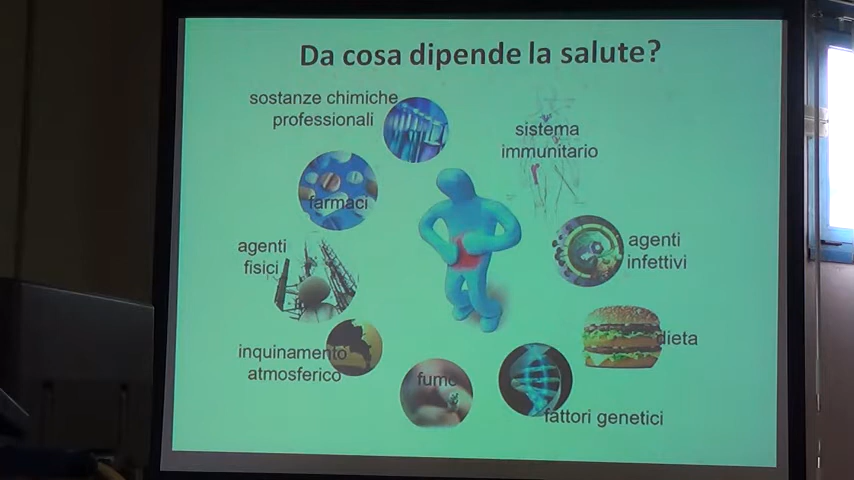 Da cosa dipende la salute?
sostanze chimiche
professionali
sistema
immunitario
farmaci
agenti
fisici
agenti
infettivi
inquinamento
atmosferico
dieta
fumo
fattori genetici